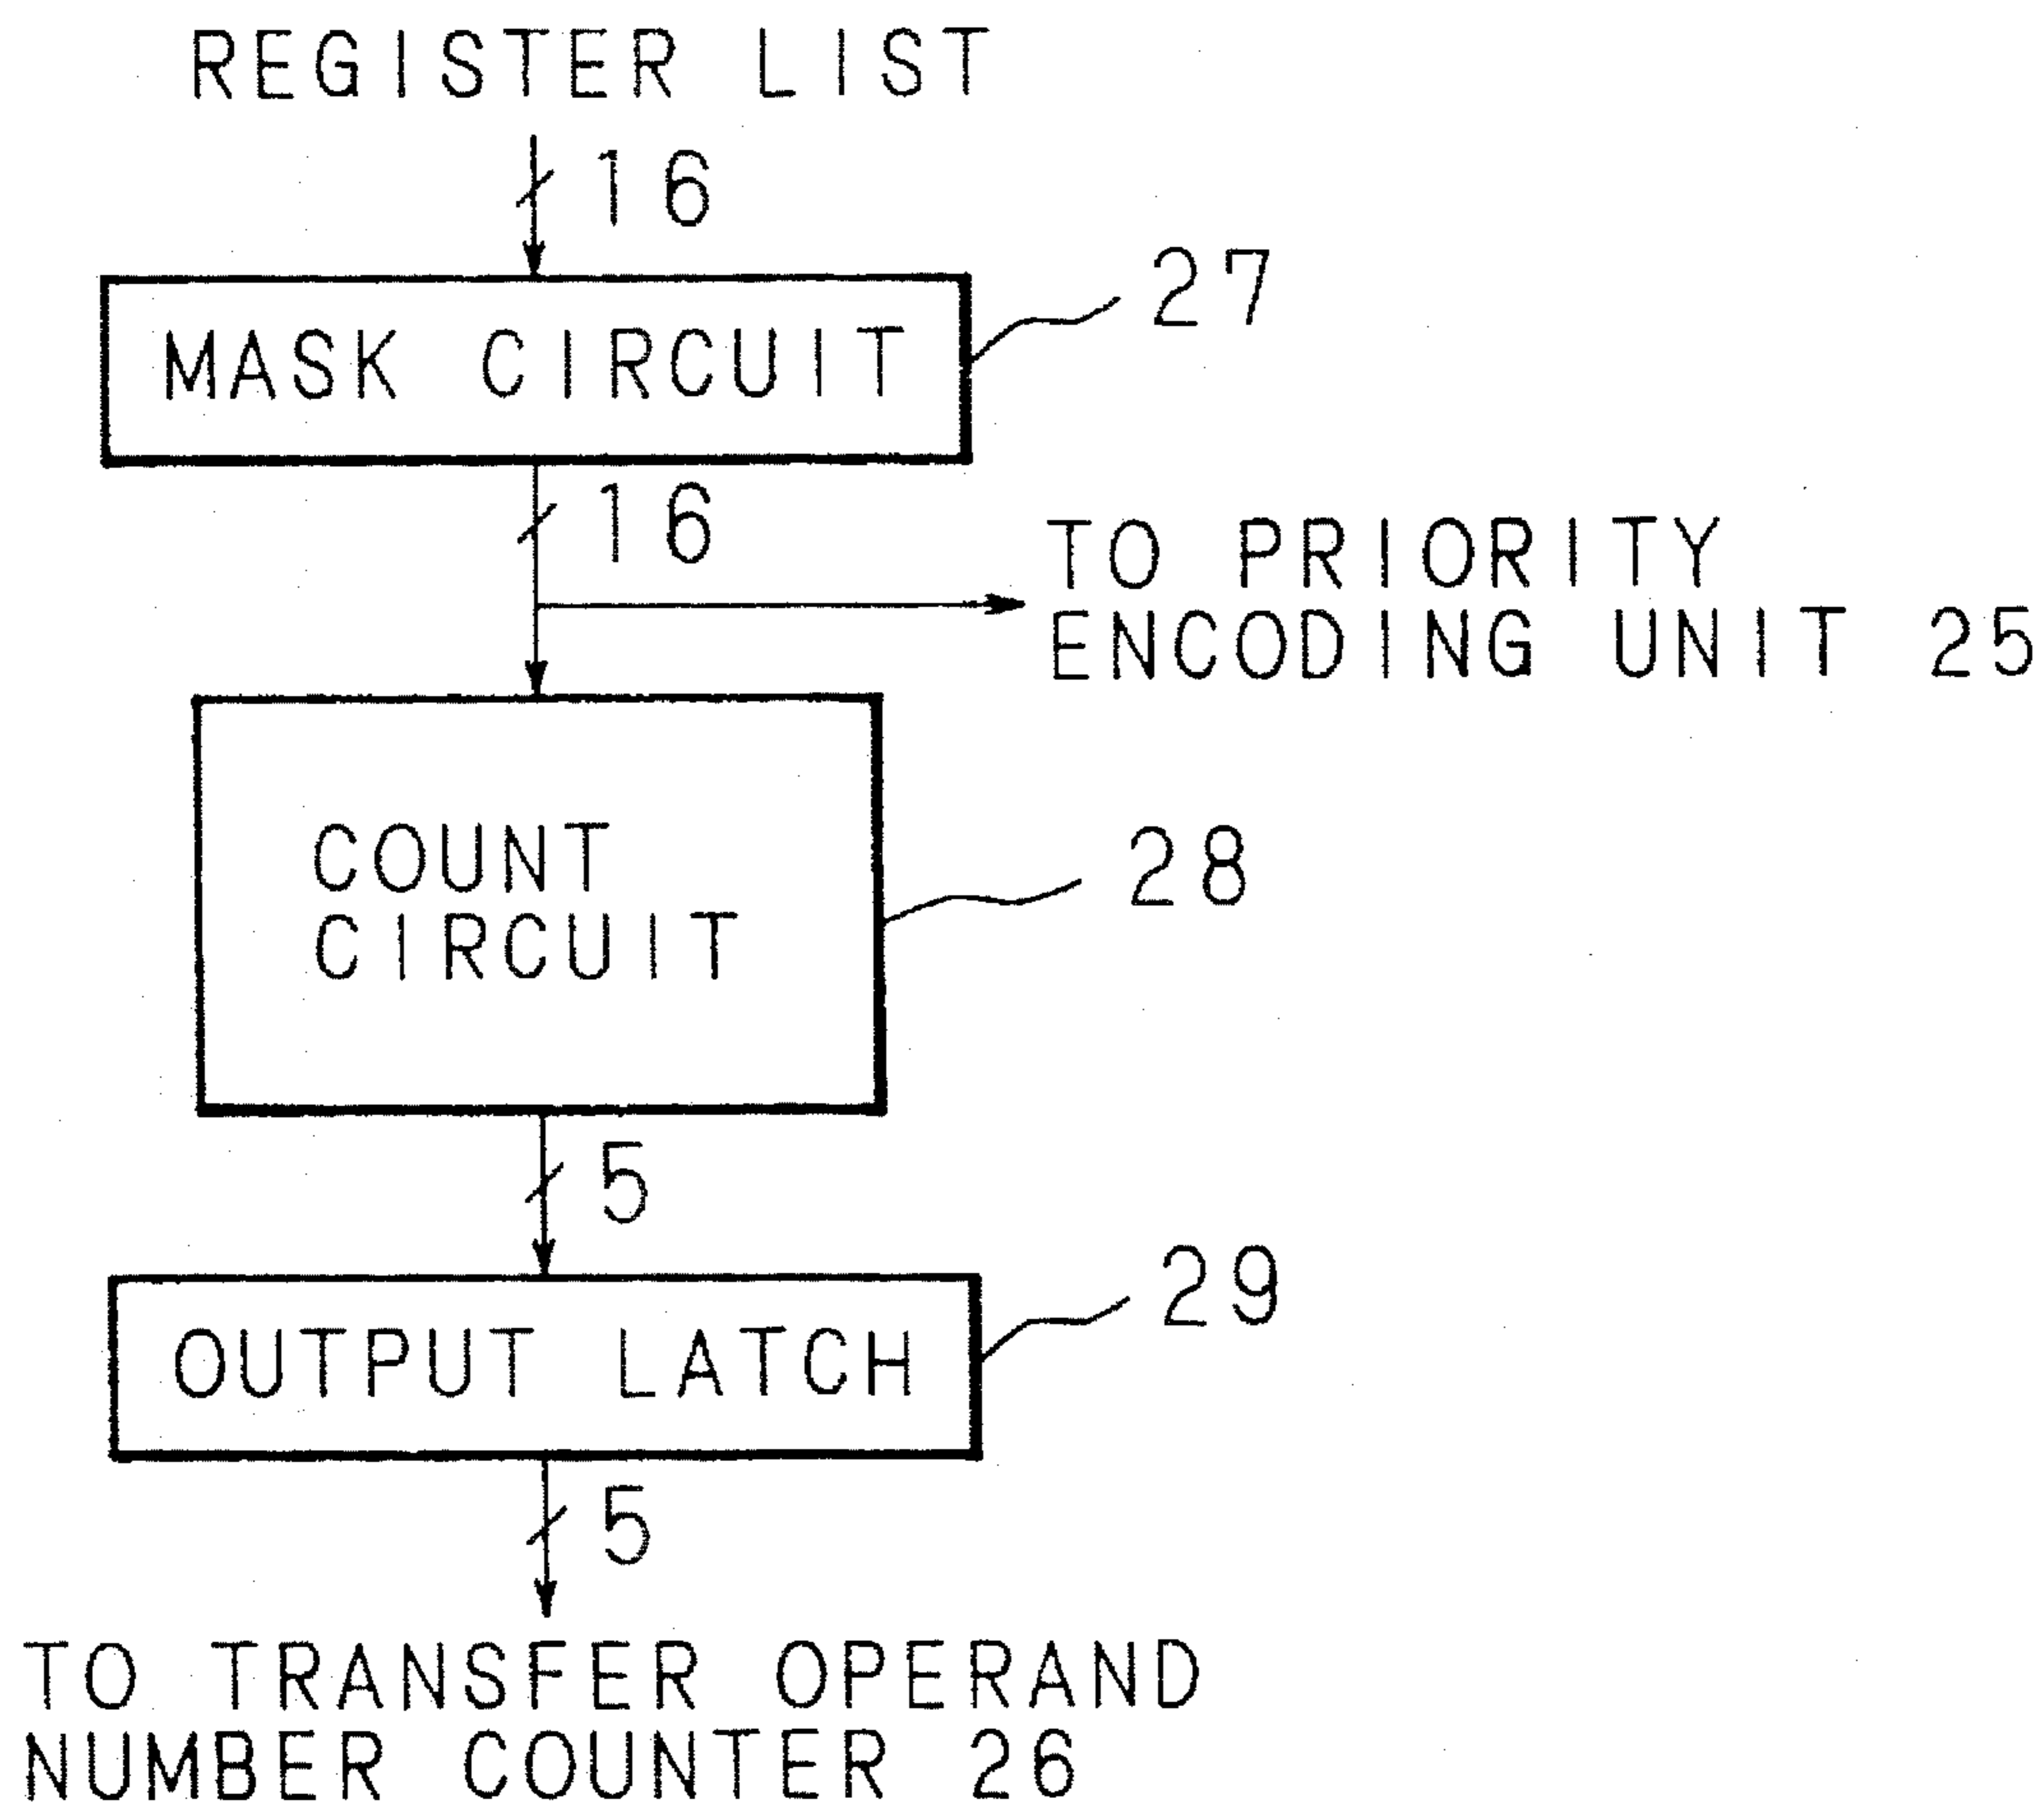 REGISTER LIST
16
27
MASK CIRCUIT
16
TO PRIORITY
ENCODING UNIT 25
COUNT
CIRCUIT
28
5
29
OUTPUT LATCH
5
TO TRANSFER OPERAND
NUMBER COUNTER 26